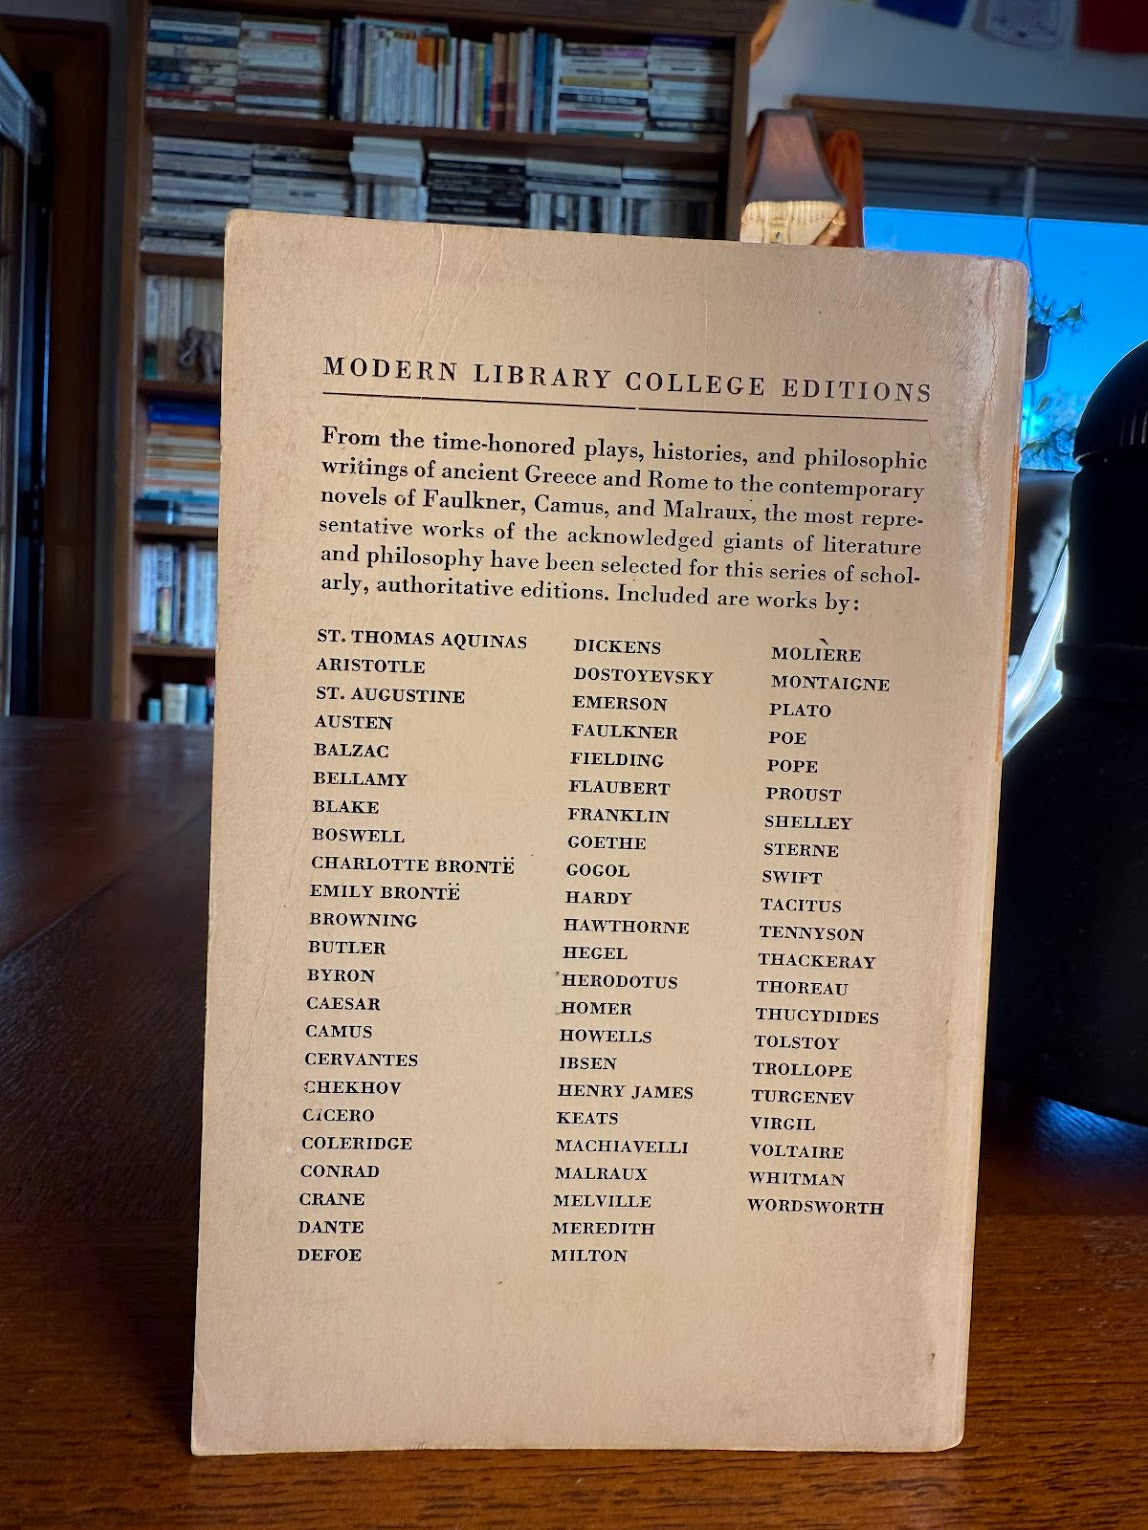 MODERN LIBRARY COLLEGE EDITIONS
From the time-honored plays, histories, and philosophic
writings of ancient Greece and Rome to the contemporary
novels of Faulkner, Camus, and Malraux, the most repre-
sentative works of the acknowledged giants of literature
and philosophy have been selected for this series of schol-
arly, authoritative editions. Included are works by:
ST. THOMAS AQUINAS
ARISTOTLE
ST. AUGUSTINE
AUSTEN
BALZAC
BELLAMY
BLAKE
BOSWELL
CHARLOTTE BRONTË
EMILY BRONTË
BROWNING
BUTLER
BYRON
CAESAR
CAMUS
CERVANTES
CHEKHOV
CICERO
COLERIDGE
CONRAD
CRANE
DANTE
DEFOE
DICKENS
DOSTOYEVSKY
EMERSON
FAULKNER
FIELDING
FLAUBERT
FRANKLIN
GOETHE
GOGOL
HARDY
HAWTHORNE
HEGEL
HERODOTUS
HOMER
HOWELLS
IBSEN
HENRY JAMES
KEATS
MACHIAVELLI
MALRAUX
MELVILLE
MEREDITH
MILTON
MOLIÈRE
MONTAIGNE
PLATO
POE
POPE
PROUST
SHELLEY
STERNE
SWIFT
TACITUS
TENNYSON
THACKERAY
THOREAU
THUCYDIDES
TOLSTOY
TROLLOPE
TURGENEV
VIRGIL
VOLTAIRE
WHITMAN
WORDSWORTH